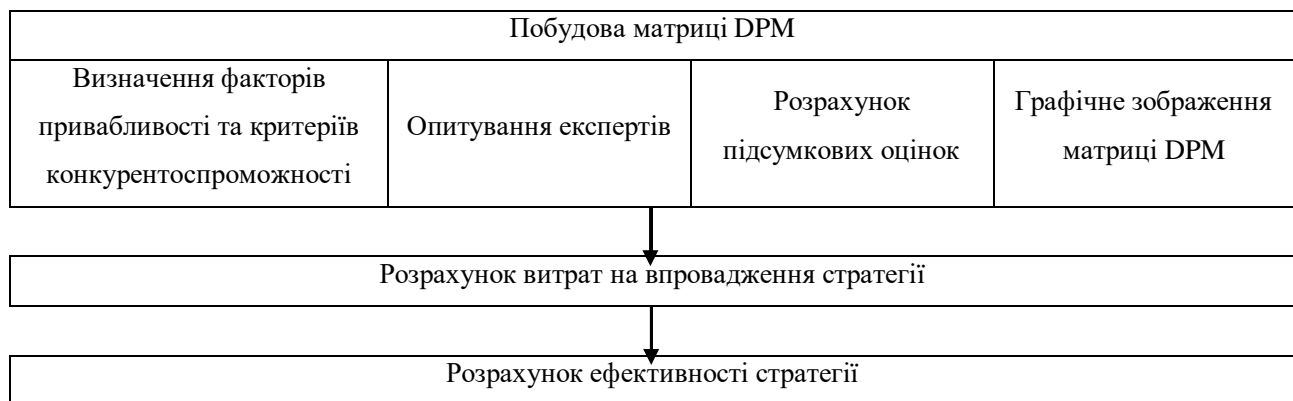 Побудова матриці DPM
Визначення факторів
привабливості та критеріїв
конкурентоспроможності
Опитування експертів
Розрахунок
підсумкових оцінок
Графічне зображення
матриці DPM
Розрахунок витрат на впровадження стратегії
Розрахунок ефективності стратегії